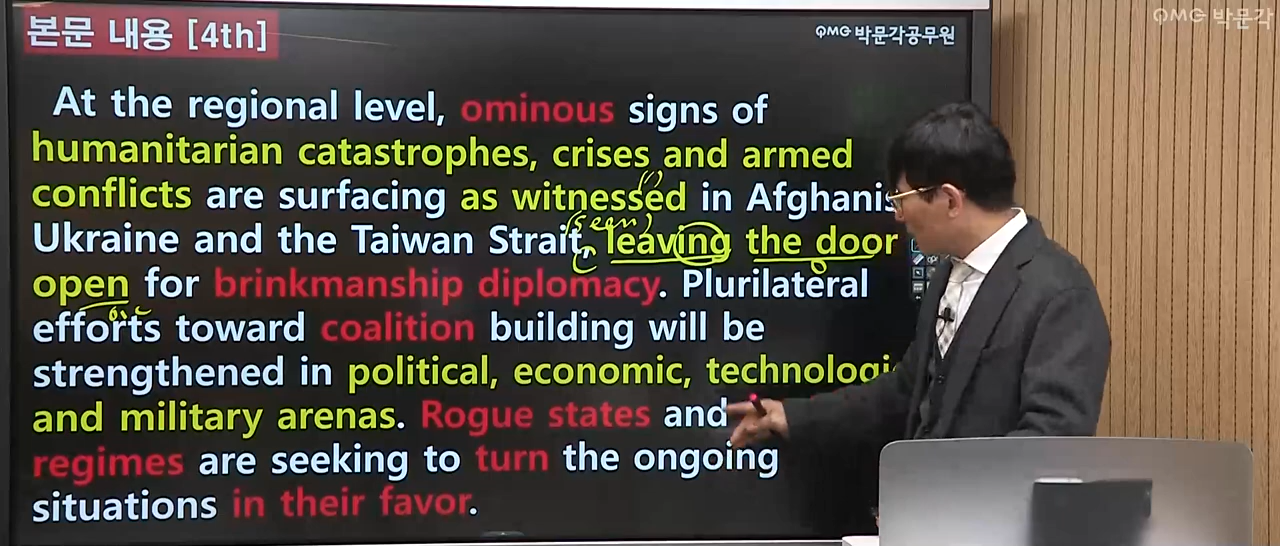 본문 내용 [4th]
QMG 박문각공무원
QMG 박문각
At the regional level, ominous signs of
humanitarian catastrophes, crises and armed
conflicts are surfacing as witnessed in
(seen)
Ukraine and the Taiwan Strait, leaving the door
open for brinkmanship diplomacy. Plurilateral
efforts toward coalition building will be
strengthened in political, economic,
and military arenas. Rogue states and
regimes are seeking to turn the ongoing
situations in their favor.